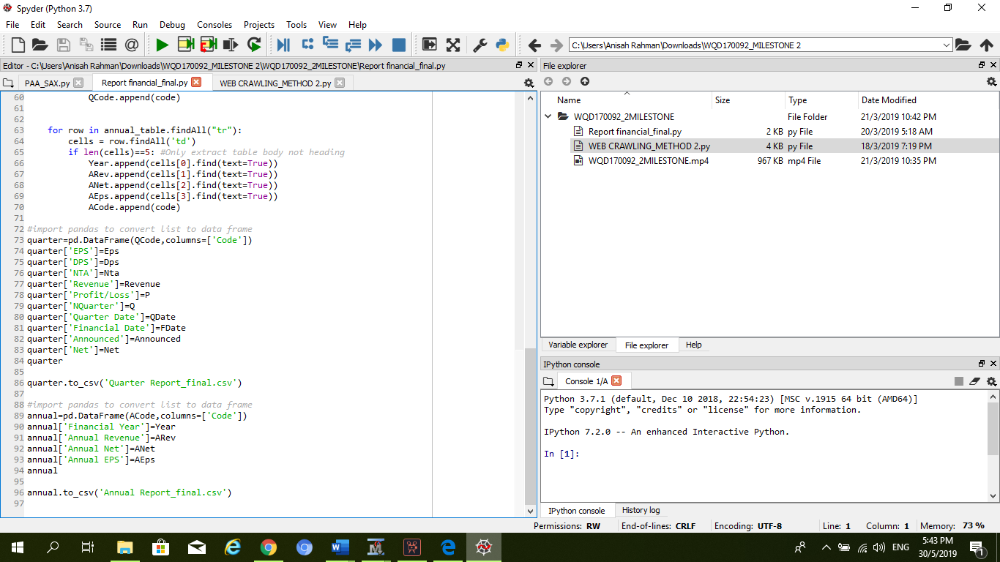 Spyder (Python 3.7)
File Edit Search Source Run Debug Consoles Projects Tools View Help
C:\Users\Anisah Rahman\Downloads\WQD170092_MILESTONE 2
Editor - C:\Users\Anisah Rahman\Downloads\WQD170092_MILESTONE 2\WQD170092_2MILESTONE\Report financial_final.py
PAA_SAX.py Report financial_final.py WEB CRAWLING_METHOD 2.py
60 QCode.append(code)
61
62
63 for row in annual_table.findAll("tr"):
64 cells = row.findAll('td')
65 if len(cells)==5: #Only extract table body not heading
66 Year.append(cells[0].find(text=True))
67 ARev.append(cells[1].find(text=True))
68 ANet.append(cells[2].find(text=True))
69 AEps.append(cells[3].find(text=True))
70 ACode.append(code)
71
72 #import pandas to convert list to data frame
73 quarter=pd.DataFrame(QCode,columns=['Code'])
74 quarter['EPS']=Eps
75 quarter['DPS']=Dps
76 quarter['NTA']=Nta
77 quarter['Revenue']=Revenue
78 quarter['Profit/Loss']=P
79 quarter['NQuarter']=Q
80 quarter['Quarter Date']=QDate
81 quarter['Financial Date']=FDate
82 quarter['Announced']=Announced
83 quarter['Net']=Net
84 quarter
85
86 quarter.to_csv('Quarter Report_final.csv')
87
88 #import pandas to convert list to data frame
89 annual=pd.DataFrame(ACode,columns=['Code'])
90 annual['Financial Year']=Year
91 annual['Annual Revenue']=ARev
92 annual['Annual Net']=ANet
93 annual['Annual EPS']=AEps
94 annual
95
96 annual.to_csv('Annual Report_final.csv')
97
File explorer
Name Size Type Date Modified
WQD170092_2MILESTONE File Folder 21/3/2019 10:42 PM
Report financial_final.py 2 KB py File 20/3/2019 5:18 AM
WEB CRAWLING_METHOD 2.py 4 KB py File 18/3/2019 7:19 PM
WQD170092_2MILESTONE.mp4 967 KB mp4 File 21/3/2019 10:35 PM
Variable explorer File explorer Help
IPython console
Console 1/A
Python 3.7.1 (default, Dec 10 2018, 22:54:23) [MSC v.1915 64 bit (AMD64)]
Type "copyright", "credits" or "license" for more information.
IPython 7.2.0 -- An enhanced Interactive Python.
In [1]:
IPython console History log
Permissions: RW End-of-lines: CRLF Encoding: UTF-8 Line: 1 Column: 1 Memory: 73 %
ENG
5:43 PM
30/5/2019
1